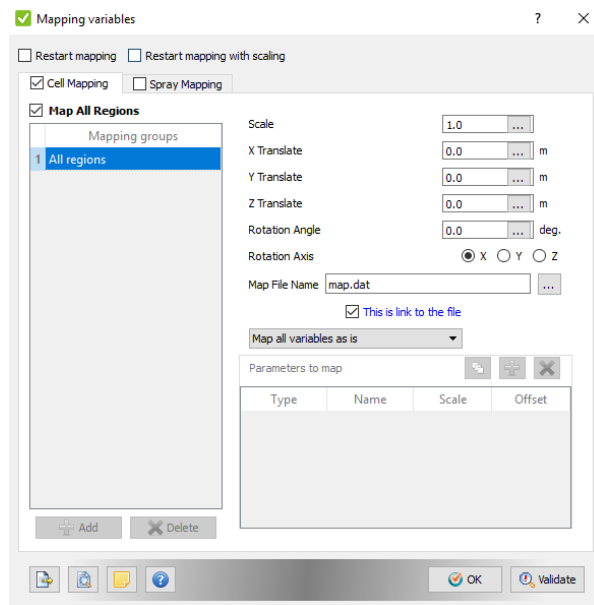 Mapping variables ?
Restart mapping Restart mapping with scaling
Cell Mapping Spray Mapping
Map All Regions
Mapping groups
1 All regions
Scale 1.0 ...
X Translate 0.0 ... m
Y Translate 0.0 ... m
Z Translate 0.0 ... m
Rotation Angle 0.0 ... deg.
Rotation Axis X Y Z
Map File Name map.dat ...
This is link to the file
Map all variables as is
Parameters to map
Type Name Scale Offset
Add Delete
? OK Validate